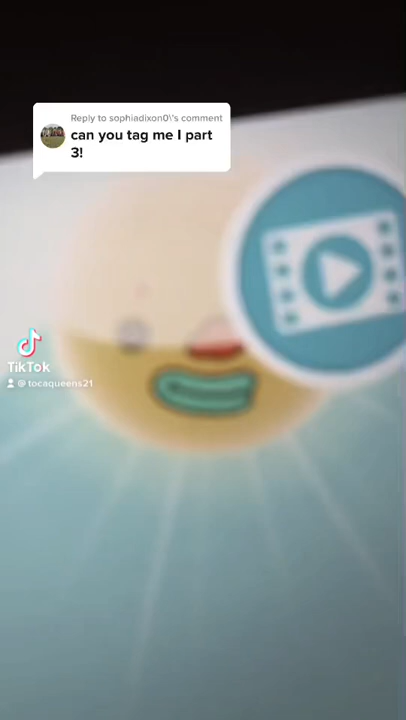 Reply to sophiadixon0\'s comment
can you tag me I part
3!
TikTok
@tocaqueens21